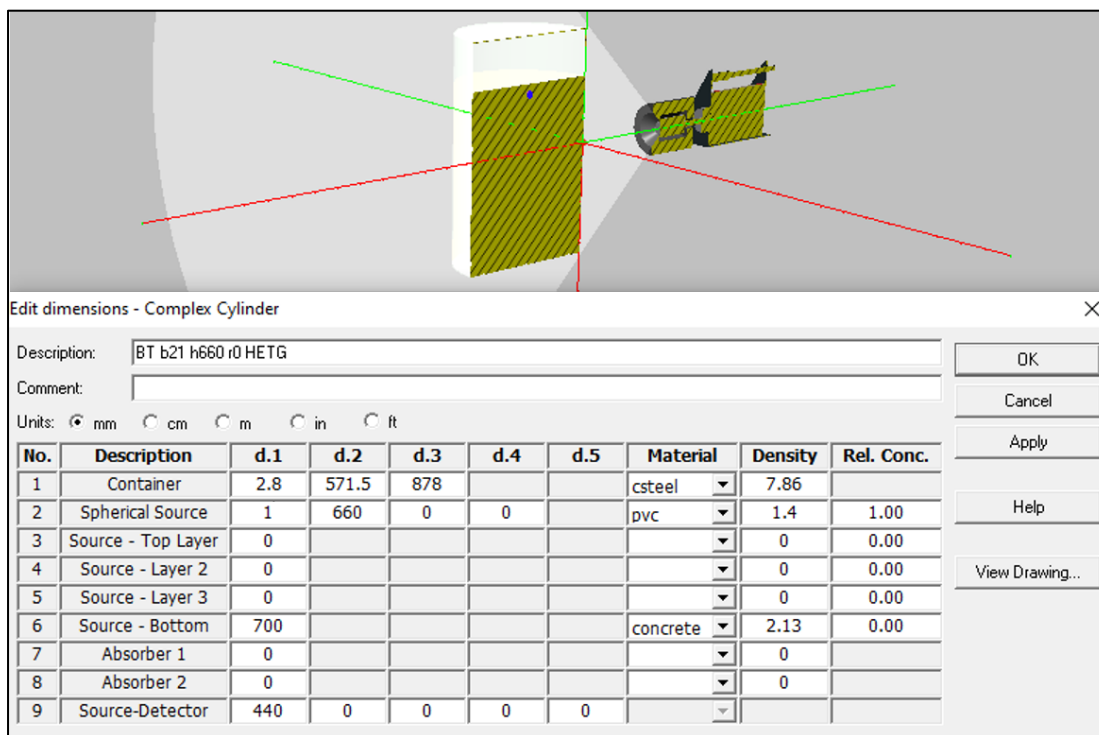 Edit dimensions - Complex Cylinder
Description: BT b21 h660 r0 HETG
OK
Comment:
Cancel
Units: mm cm m in ft
Apply
No. Description d.1 d.2 d.3 d.4 d.5 Material Density Rel. Conc.
1 Container 2.8 571.5 878 csteel 7.86
2 Spherical Source 1 660 0 0 pvc 1.4 1.00
Help
3 Source - Top Layer 0 0 0.00
4 Source - Layer 2 0 0 0.00
View Drawing...
5 Source - Layer 3 0 0 0.00
6 Source - Bottom 700 concrete 2.13 0.00
7 Absorber 1 0 0
8 Absorber 2 0 0
9 Source-Detector 440 0 0 0 0